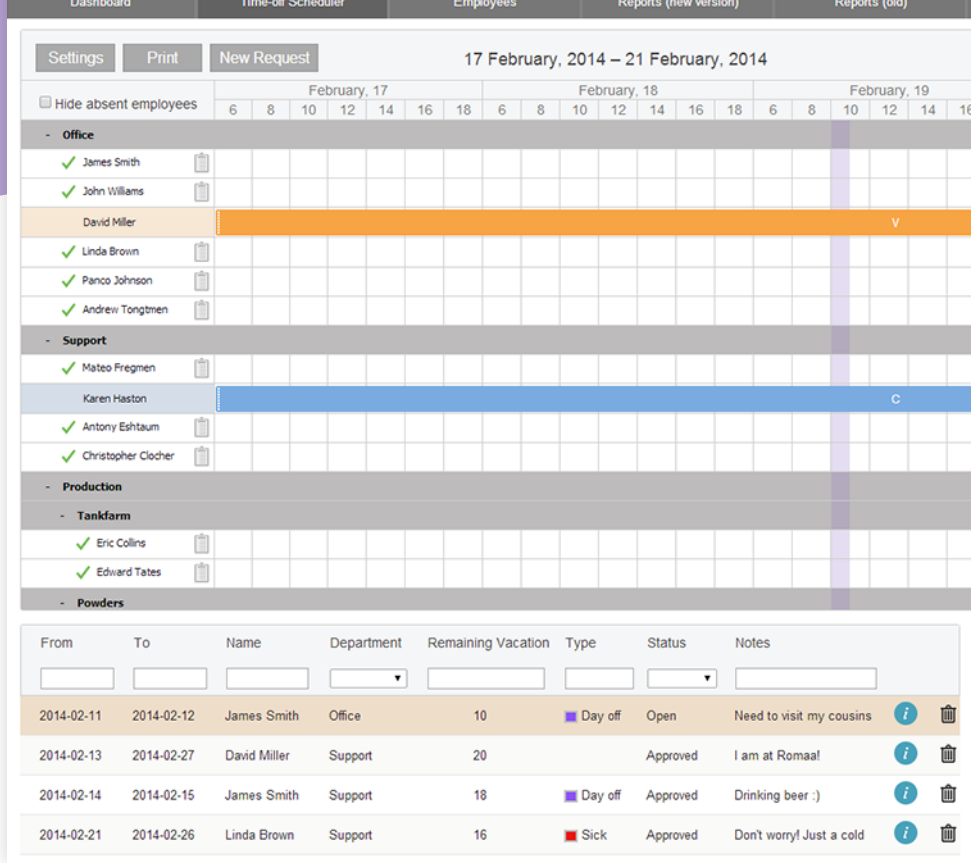 Dashboard Time-off Scheduler Employees Reports (new version) Reports (old)
Settings Print New Request 17 February, 2014 – 21 February, 2014
February, 17 February, 18 February, 19
Hide absent employees 6 8 10 12 14 16 18 6 8 10 12 14 16 18 6 8 10 12 14 16
- Office
James Smith
John Williams
David Miller V
Linda Brown
Panco Johnson
Andrew Tongtmen
- Support
Mateo Fregmen
Karen Haston C
Antony Eshtaum
Christopher Clocher
- Production
- Tankfarm
Eric Collins
Edward Tates
- Powders
From To Name Department Remaining Vacation Type Status Notes
2014-02-11 2014-02-12 James Smith Office 10 Day off Open Need to visit my cousins i
2014-02-13 2014-02-27 David Miller Support 20 Approved I am at Romaa! i
2014-02-14 2014-02-15 James Smith Support 18 Day off Approved Drinking beer :) i
2014-02-21 2014-02-26 Linda Brown Support 16 Sick Approved Don't worry! Just a cold i